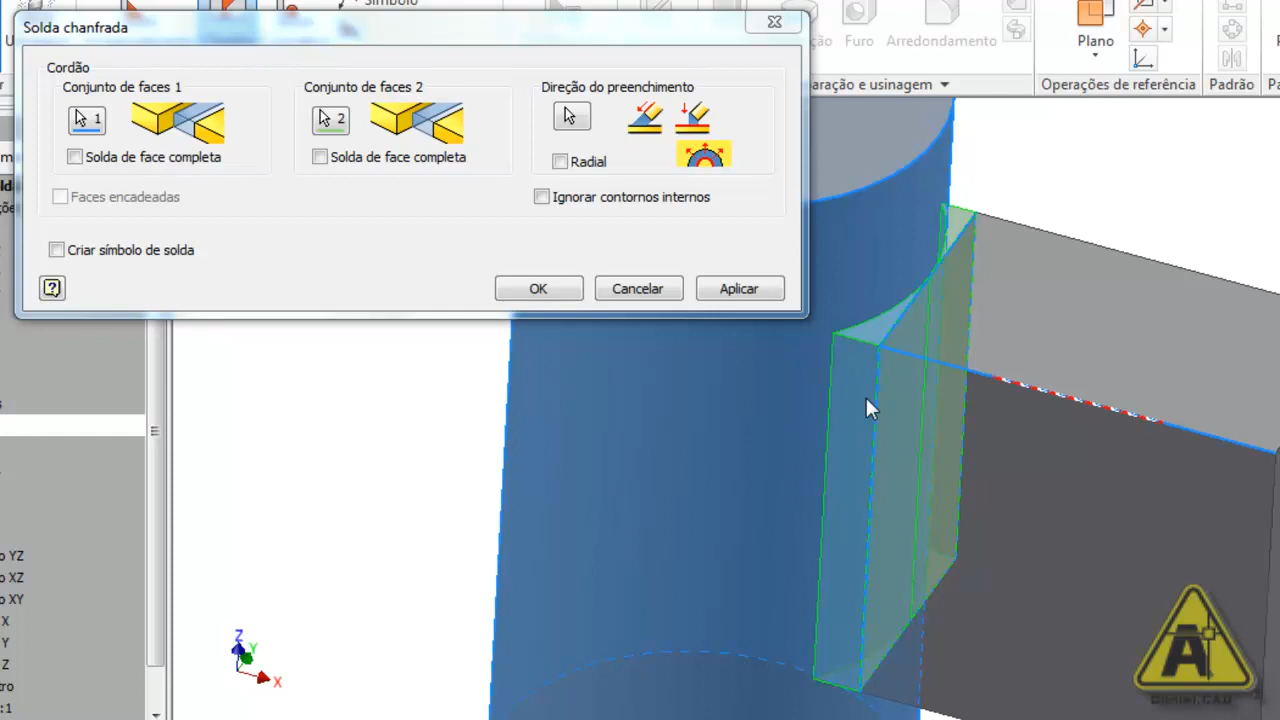 Símbolo
Solda chanfrada
Furo
Arredondamento
Plano
aração e usinagem
Operações de referência
Padrão
Cordão
Conjunto de faces 1
Conjunto de faces 2
Direção do preenchimento
1
2
Solda de face completa
Solda de face completa
Radial
Faces encadeadas
Ignorar contornos internos
Criar símbolo de solda
OK
Cancelar
Aplicar
YZ
XZ
XY
X
Y
Z
tro
:1
Z
Y
X
A